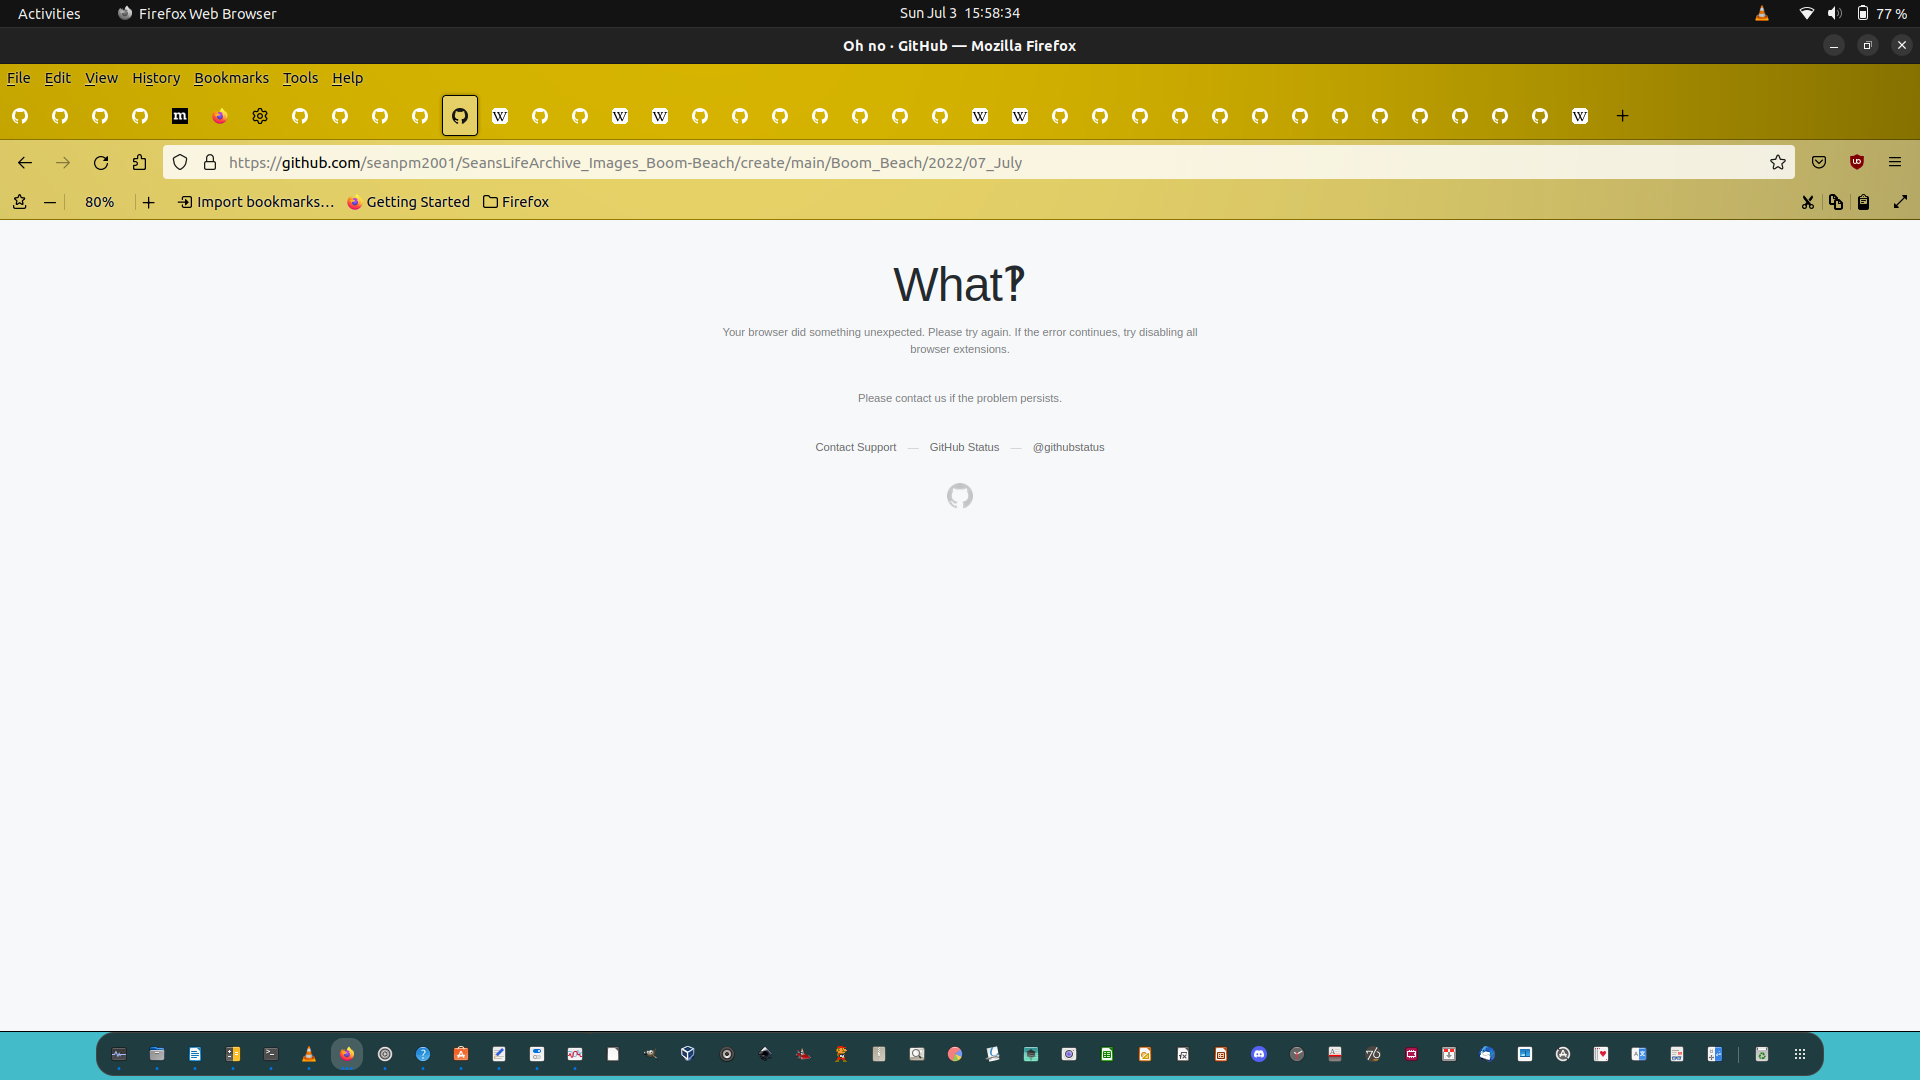 Activities Firefox Web Browser Sun Jul 3 15:58:34 77 %
Oh no · GitHub — Mozilla Firefox
File Edit View History Bookmarks Tools Help
m W W W W W W
https://github.com/seanpm2001/SeansLifeArchive_Images_Boom-Beach/create/main/Boom_Beach/2022/07_July
80% Import bookmarks… Getting Started Firefox
What‽
Your browser did something unexpected. Please try again. If the error continues, try disabling all
browser extensions.
Please contact us if the problem persists.
Contact Support — GitHub Status — @githubstatus
76